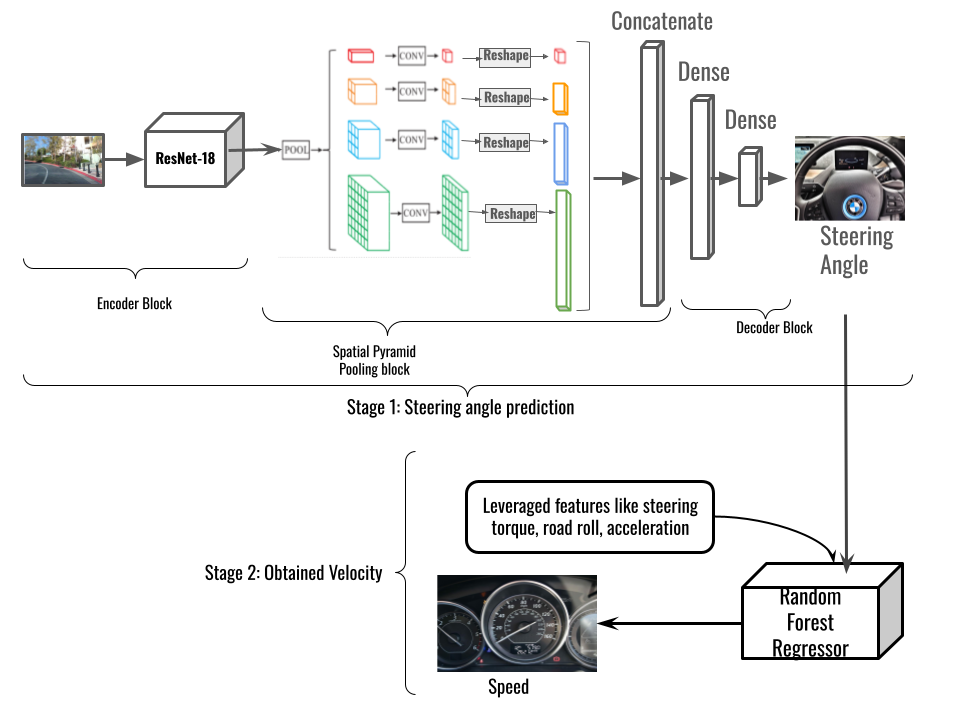 Concatenate
Dense
Dense
CONV
Reshape
CONV
Reshape
CONV
Reshape
CONV
Reshape
POOL
ResNet-18
Steering
Angle
Encoder Block
Spatial Pyramid
Pooling block
Decoder Block
Stage 1: Steering angle prediction
Leveraged features like steering
torque, road roll, acceleration
Stage 2: Obtained Velocity
Random
Forest
Regressor
Speed